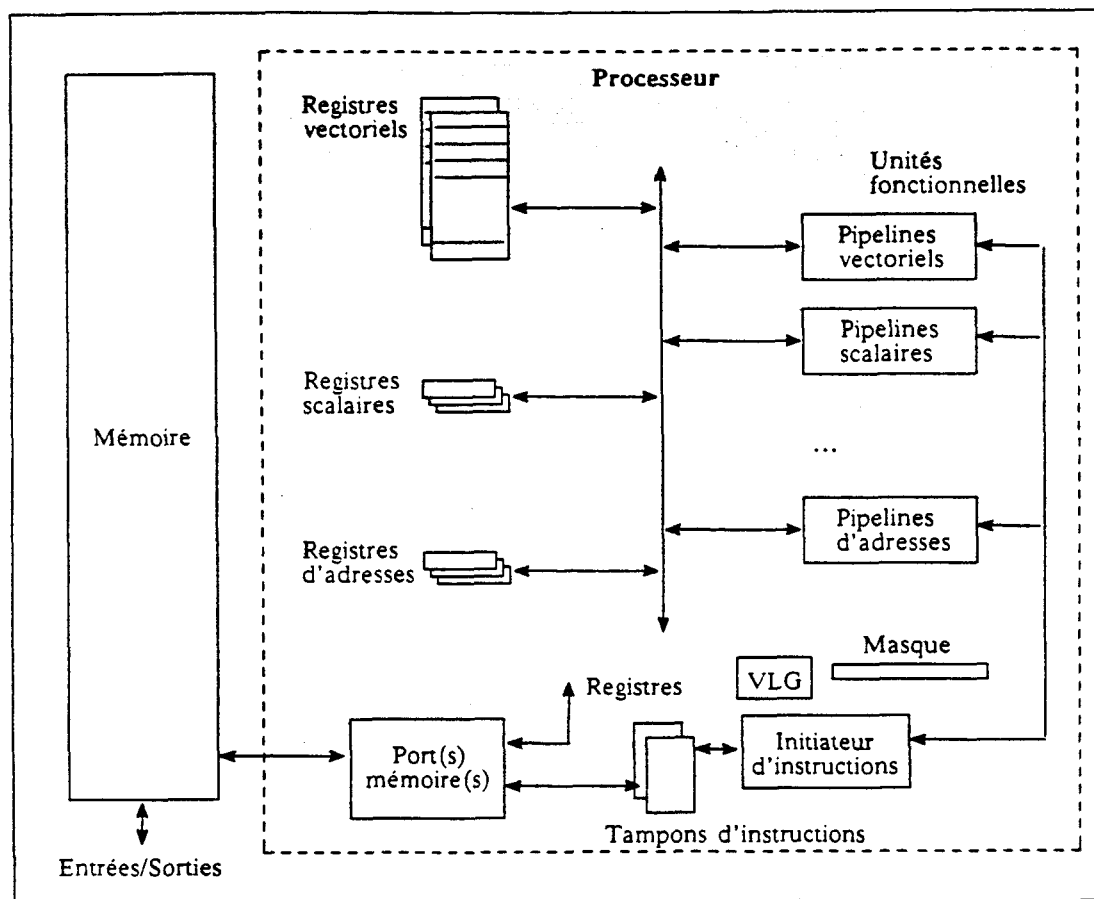 Processeur
Registres
vectoriels
Unités
fonctionnelles
Pipelines
vectoriels
Pipelines
scalaires
Registres
scalaires
Mémoire
...
Pipelines
d'adresses
Registres
d'adresses
Masque
VLG
Registres
Port(s)
mémoire(s)
Initiateur
d'instructions
Tampons d'instructions
Entrées/Sorties